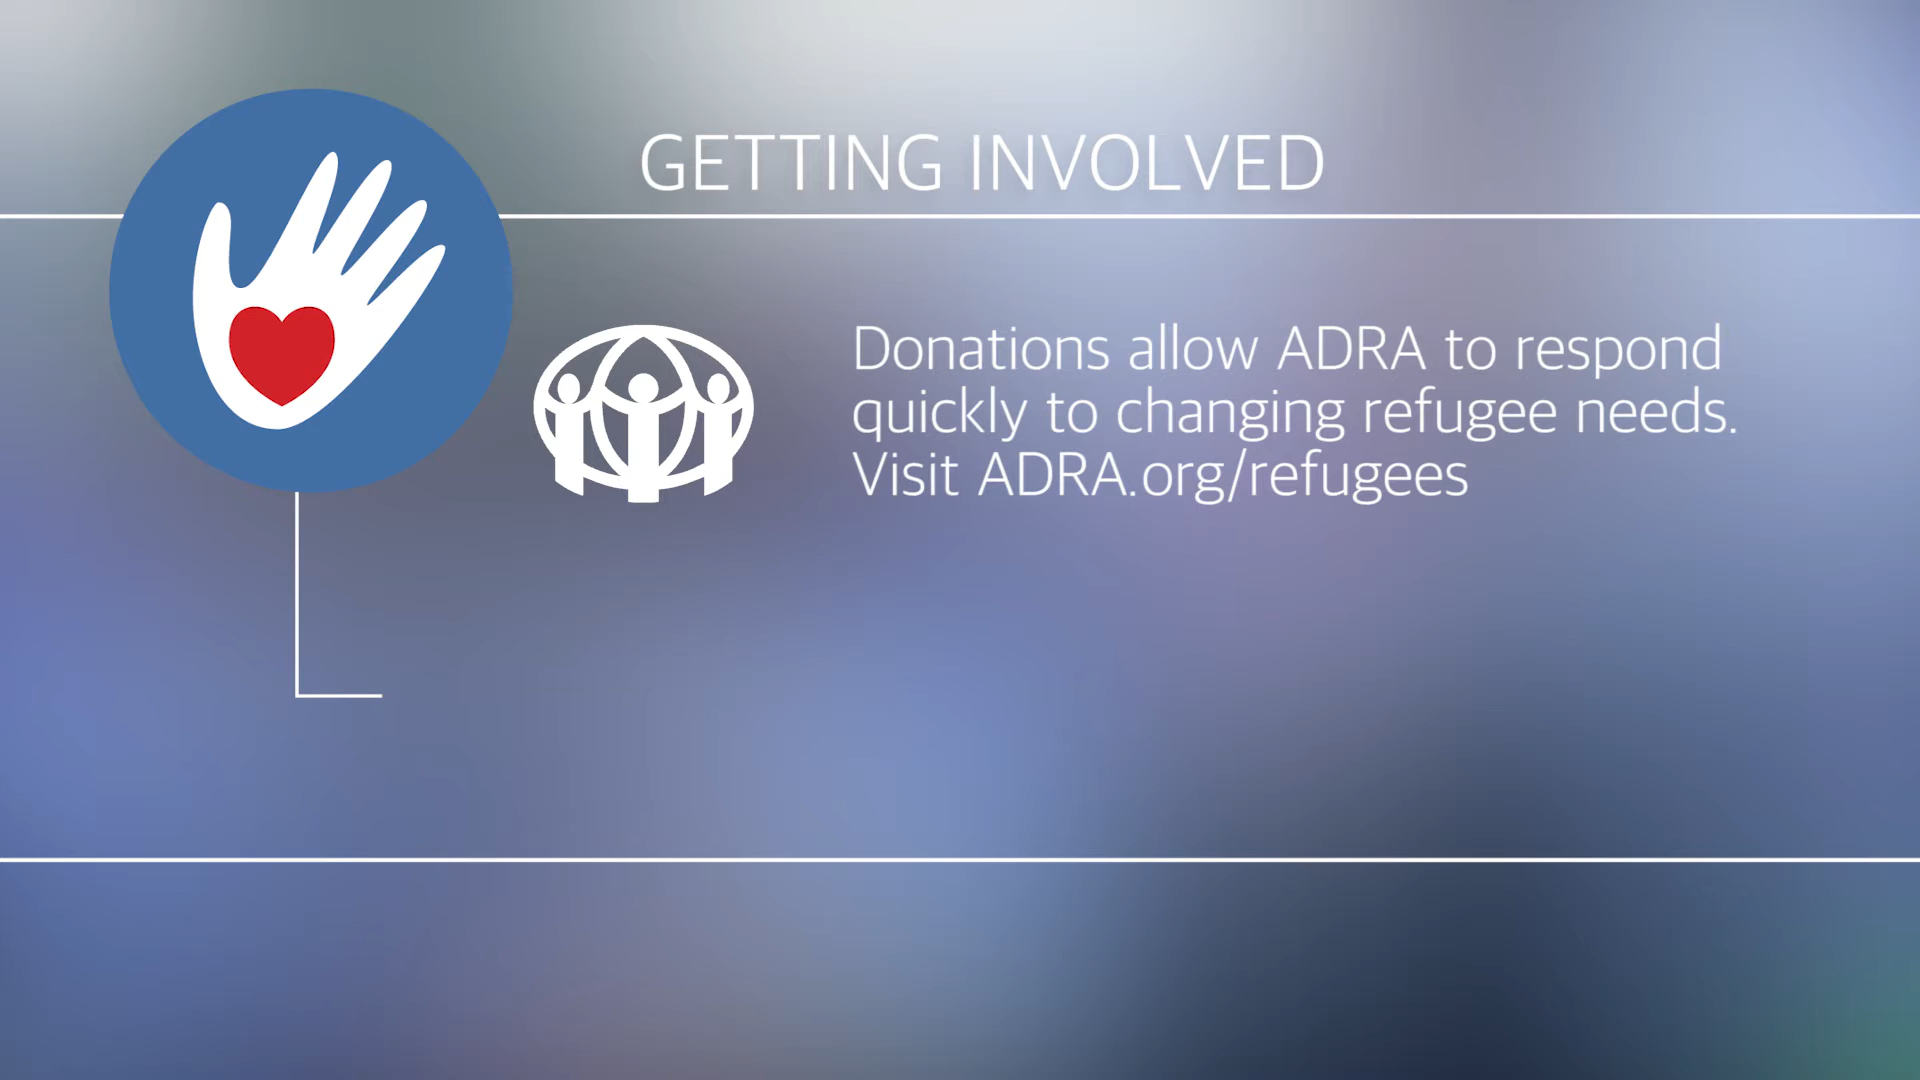 GETTING INVOLVED
Donations allow ADRA to respond
quickly to changing refugee needs.
Visit ADRA.org/refugees